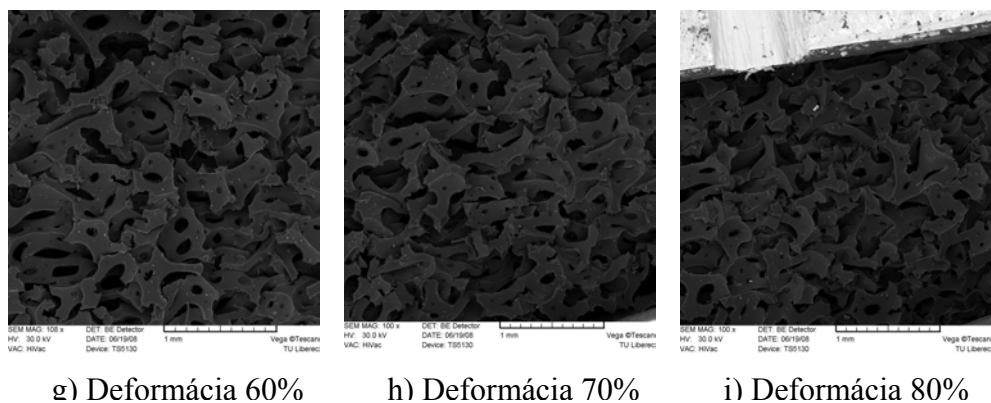 SEM MAG: 108 x DET: BE Detector
HV: 30.0 kV DATE: 06/19/08 1 mm Vega ©Tescan
VAC: HiVac Device: TS5130 TU Liberec
SEM MAG: 100 x DET: BE Detector
HV: 30.0 kV DATE: 06/19/08 1 mm Vega ©Tescan
VAC: HiVac Device: TS5130 TU Liberec
SEM MAG: 100 x DET: BE Detector
HV: 30.0 kV DATE: 06/19/08 1 mm Vega ©Tescan
VAC: HiVac Device: TS5130 TU Liberec
g) Deformácia 60% h) Deformácia 70% i) Deformácia 80%